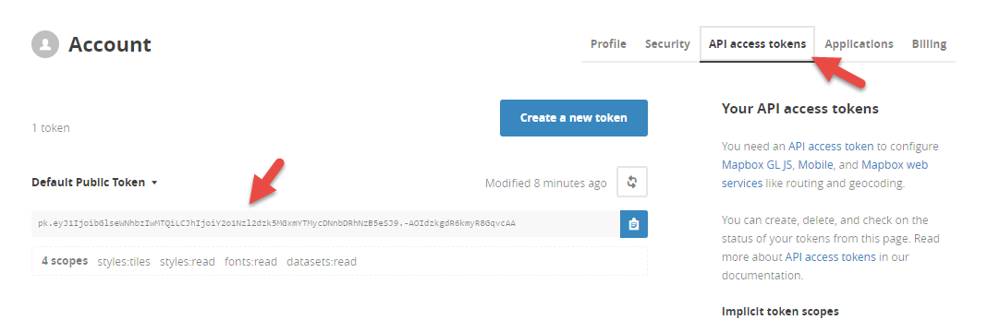 Account
Profile Security API access tokens Applications Billing
1 token
Create a new token
Default Public Token
Modified 8 minutes ago
pk.eyJ1IjoibGlseWNhbzIwMTQiLCJhIjoiY2o1Nzl2dzk5MGxmYTMycDNnbDRhNzB5eSJ9.-AOIdzkgdR6kmyR8GqvcAA
4 scopes styles:tiles styles:read fonts:read datasets:read
Your API access tokens
You need an API access token to configure
Mapbox GL JS, Mobile, and Mapbox web
services like routing and geocoding.
You can create, delete, and check on the
status of your tokens from this page. Read
more about API access tokens in our
documentation.
Implicit token scopes